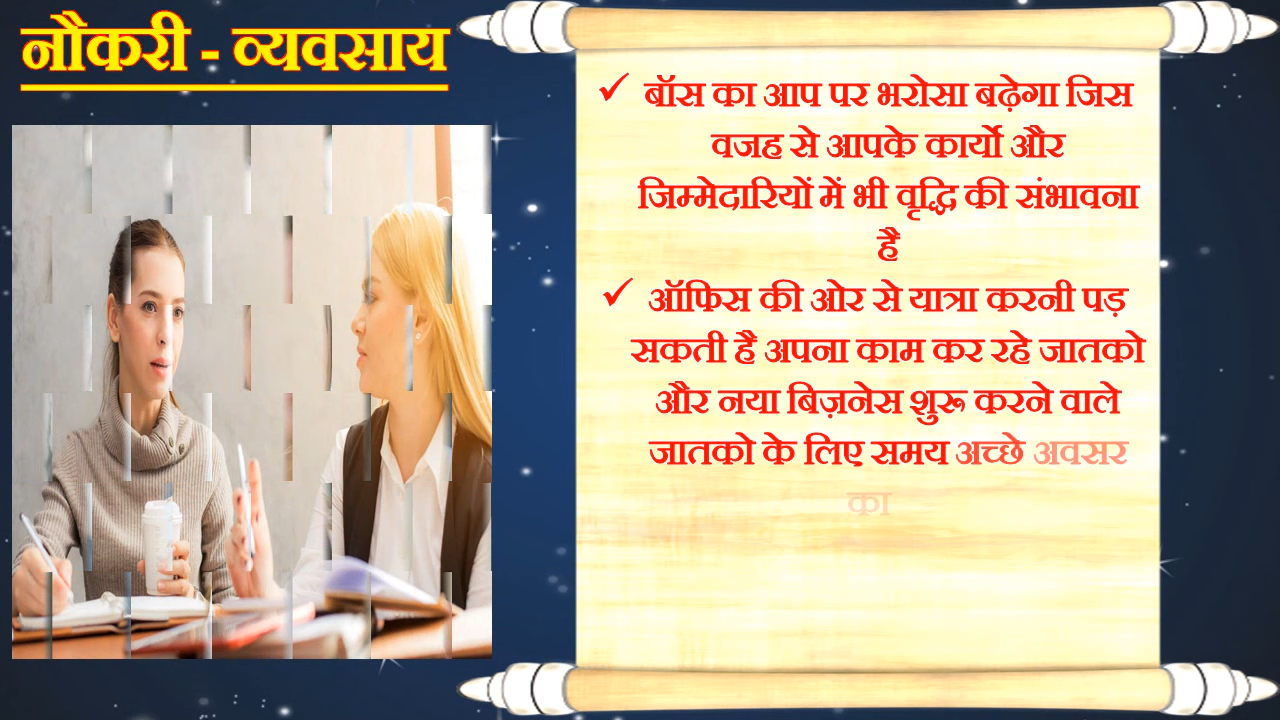 नौकरी - व्यवसाय
✓ बॉस का आप पर भरोसा बढ़ेगा जिस
वजह से आपके कार्यो और
जिम्मेदारियों में भी वृद्धि की संभावना
है
✓ ऑफिस की ओर से यात्रा करनी पड़
सकती है अपना काम कर रहे जातको
और नया बिज़नेस शुरू करने वाले
जातको के लिए समय अच्छे अवसर
का